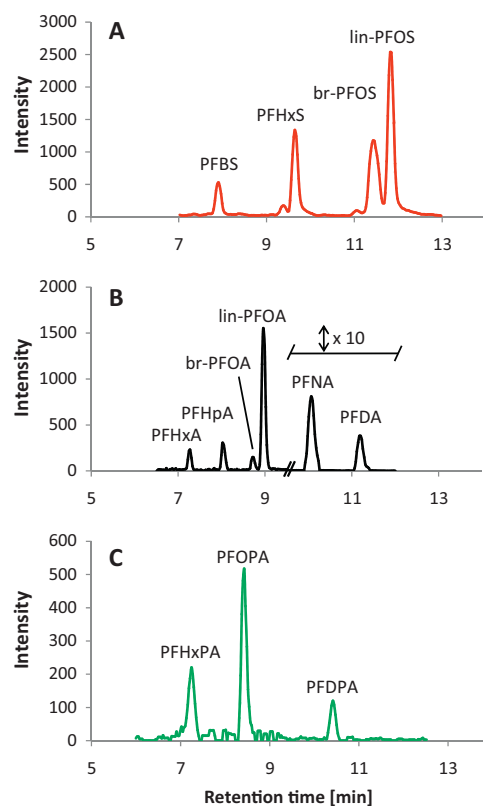 A
Intensity
3000
2500
2000
1500
1000
500
0
5 7 9 11 13
PFBS
PFHxS
br-PFOS
lin-PFOS
B
Intensity
2000
1500
1000
500
0
5 7 9 11 13
PFHxA
PFHpA
br-PFOA
lin-PFOA
x 10
PFNA
PFDA
C
Intensity
600
500
400
300
200
100
0
5 7 9 11 13
PFHxPA
PFOPA
PFDPA
Retention time [min]